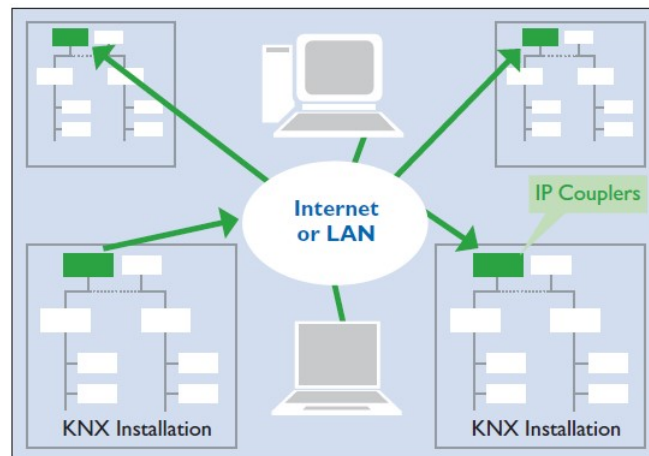 IP Couplers
Internet
or LAN
KNX Installation
KNX Installation